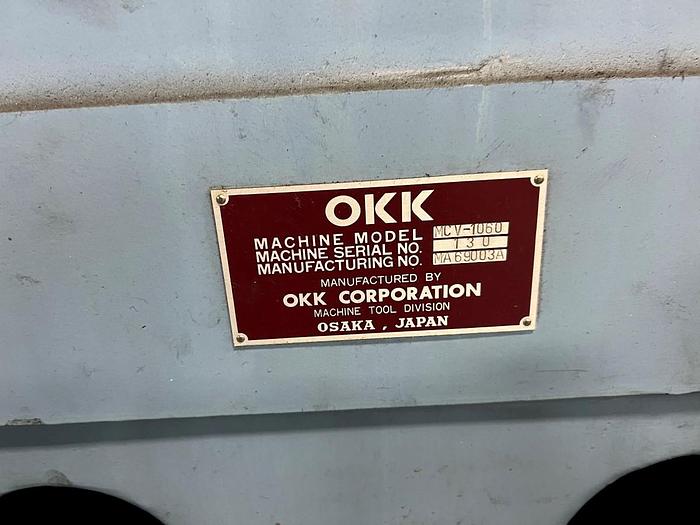 OKK
MACHINE MODEL MCV-1060
MACHINE SERIAL NO. 130
MANUFACTURING NO. MA69003A
MANUFACTURED BY
OKK CORPORATION
MACHINE TOOL DIVISION
OSAKA , JAPAN